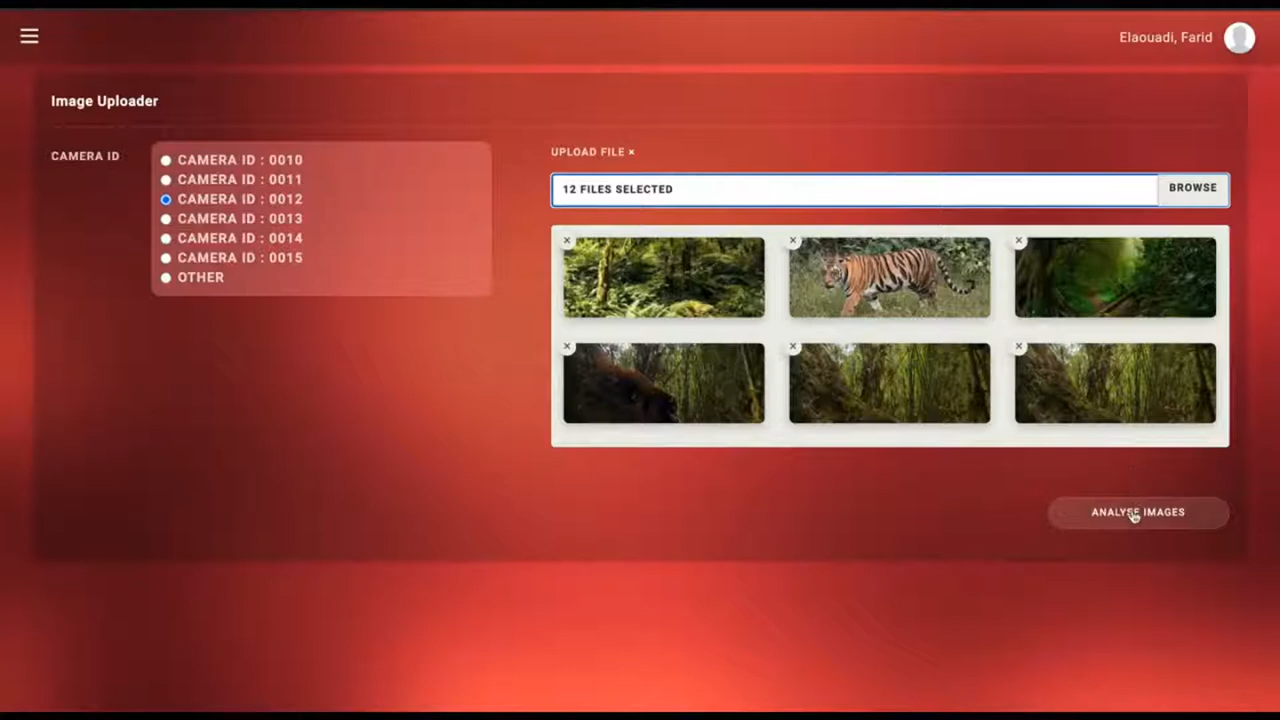 Elaouadi, Farid
Image Uploader
CAMERA ID
CAMERA ID : 0010
CAMERA ID : 0011
CAMERA ID : 0012
CAMERA ID : 0013
CAMERA ID : 0014
CAMERA ID : 0015
OTHER
UPLOAD FILE ×
12 FILES SELECTED
BROWSE
ANALYSE IMAGES